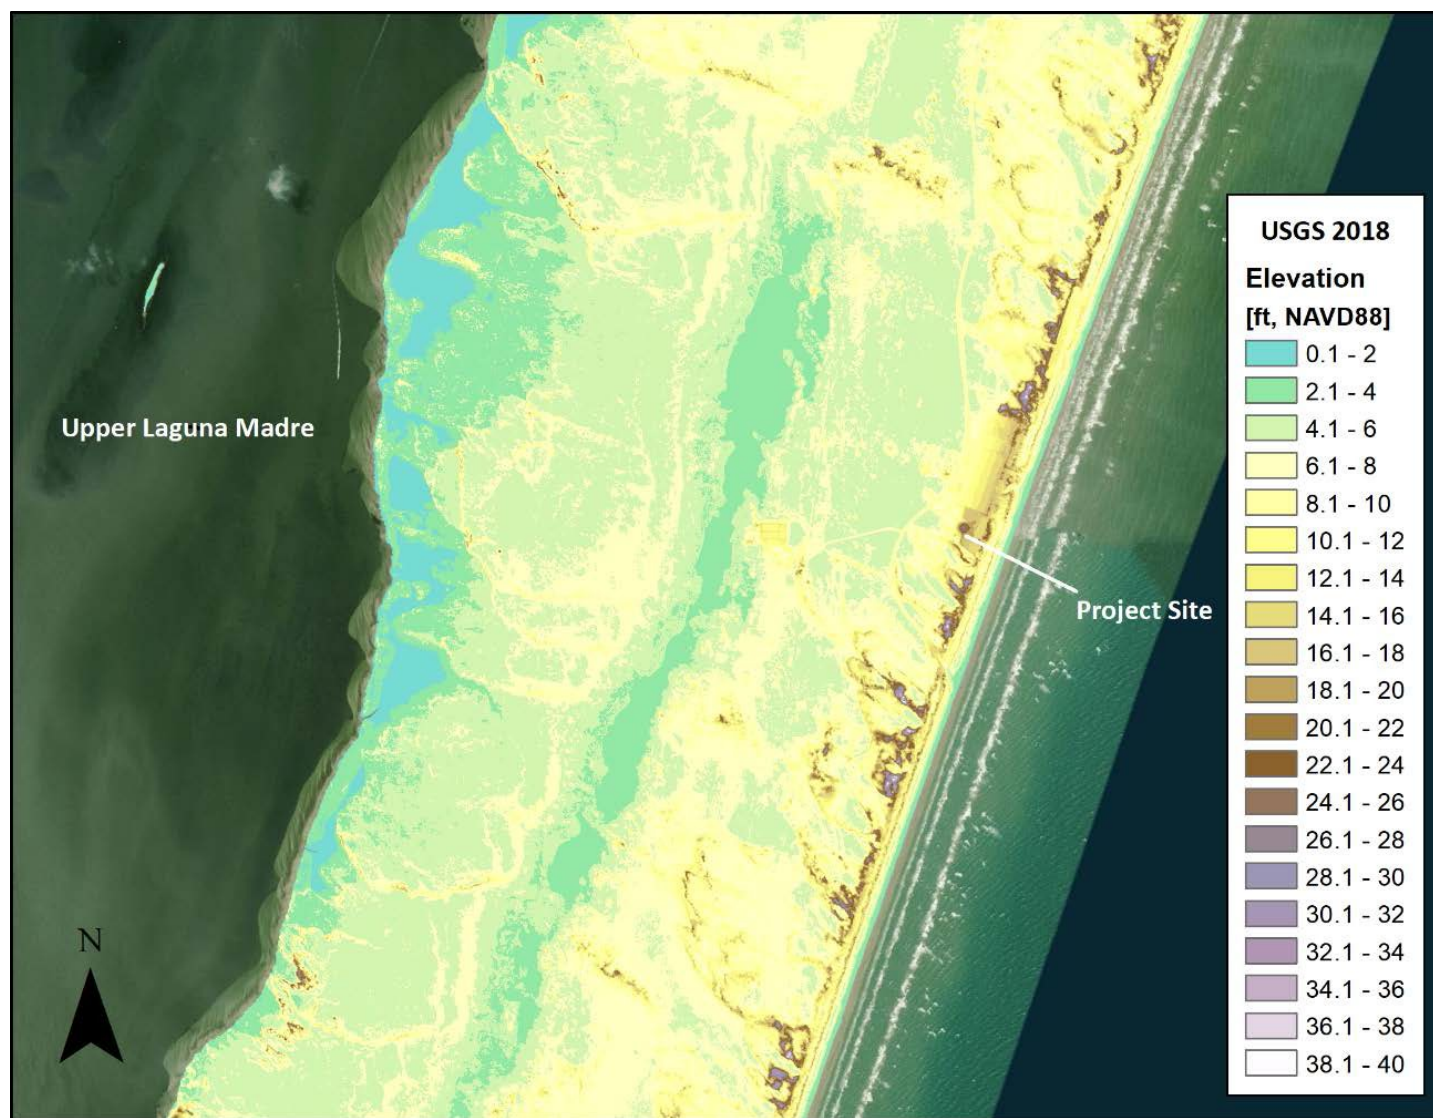 USGS 2018
Elevation
[ft, NAVD88]
0.1 - 2
2.1 - 4
4.1 - 6
6.1 - 8
8.1 - 10
10.1 - 12
12.1 - 14
14.1 - 16
16.1 - 18
18.1 - 20
20.1 - 22
22.1 - 24
24.1 - 26
26.1 - 28
28.1 - 30
30.1 - 32
32.1 - 34
34.1 - 36
36.1 - 38
38.1 - 40
Upper Laguna Madre
Project Site
N